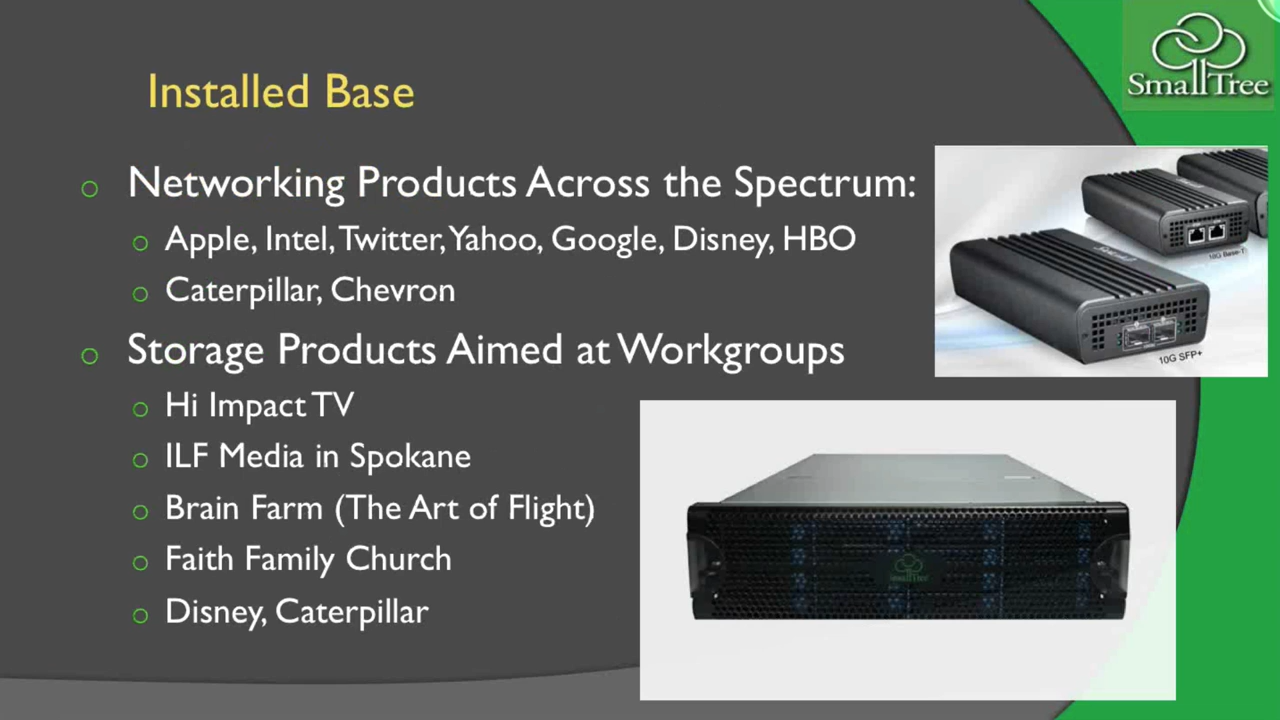 SmallTree
Installed Base
Networking Products Across the Spectrum:
Apple, Intel, Twitter, Yahoo, Google, Disney, HBO
Caterpillar, Chevron
10G Base-T
10G SFP+
Storage Products Aimed at Workgroups
Hi Impact TV
ILF Media in Spokane
Brain Farm (The Art of Flight)
Faith Family Church
Disney, Caterpillar
SmallTree